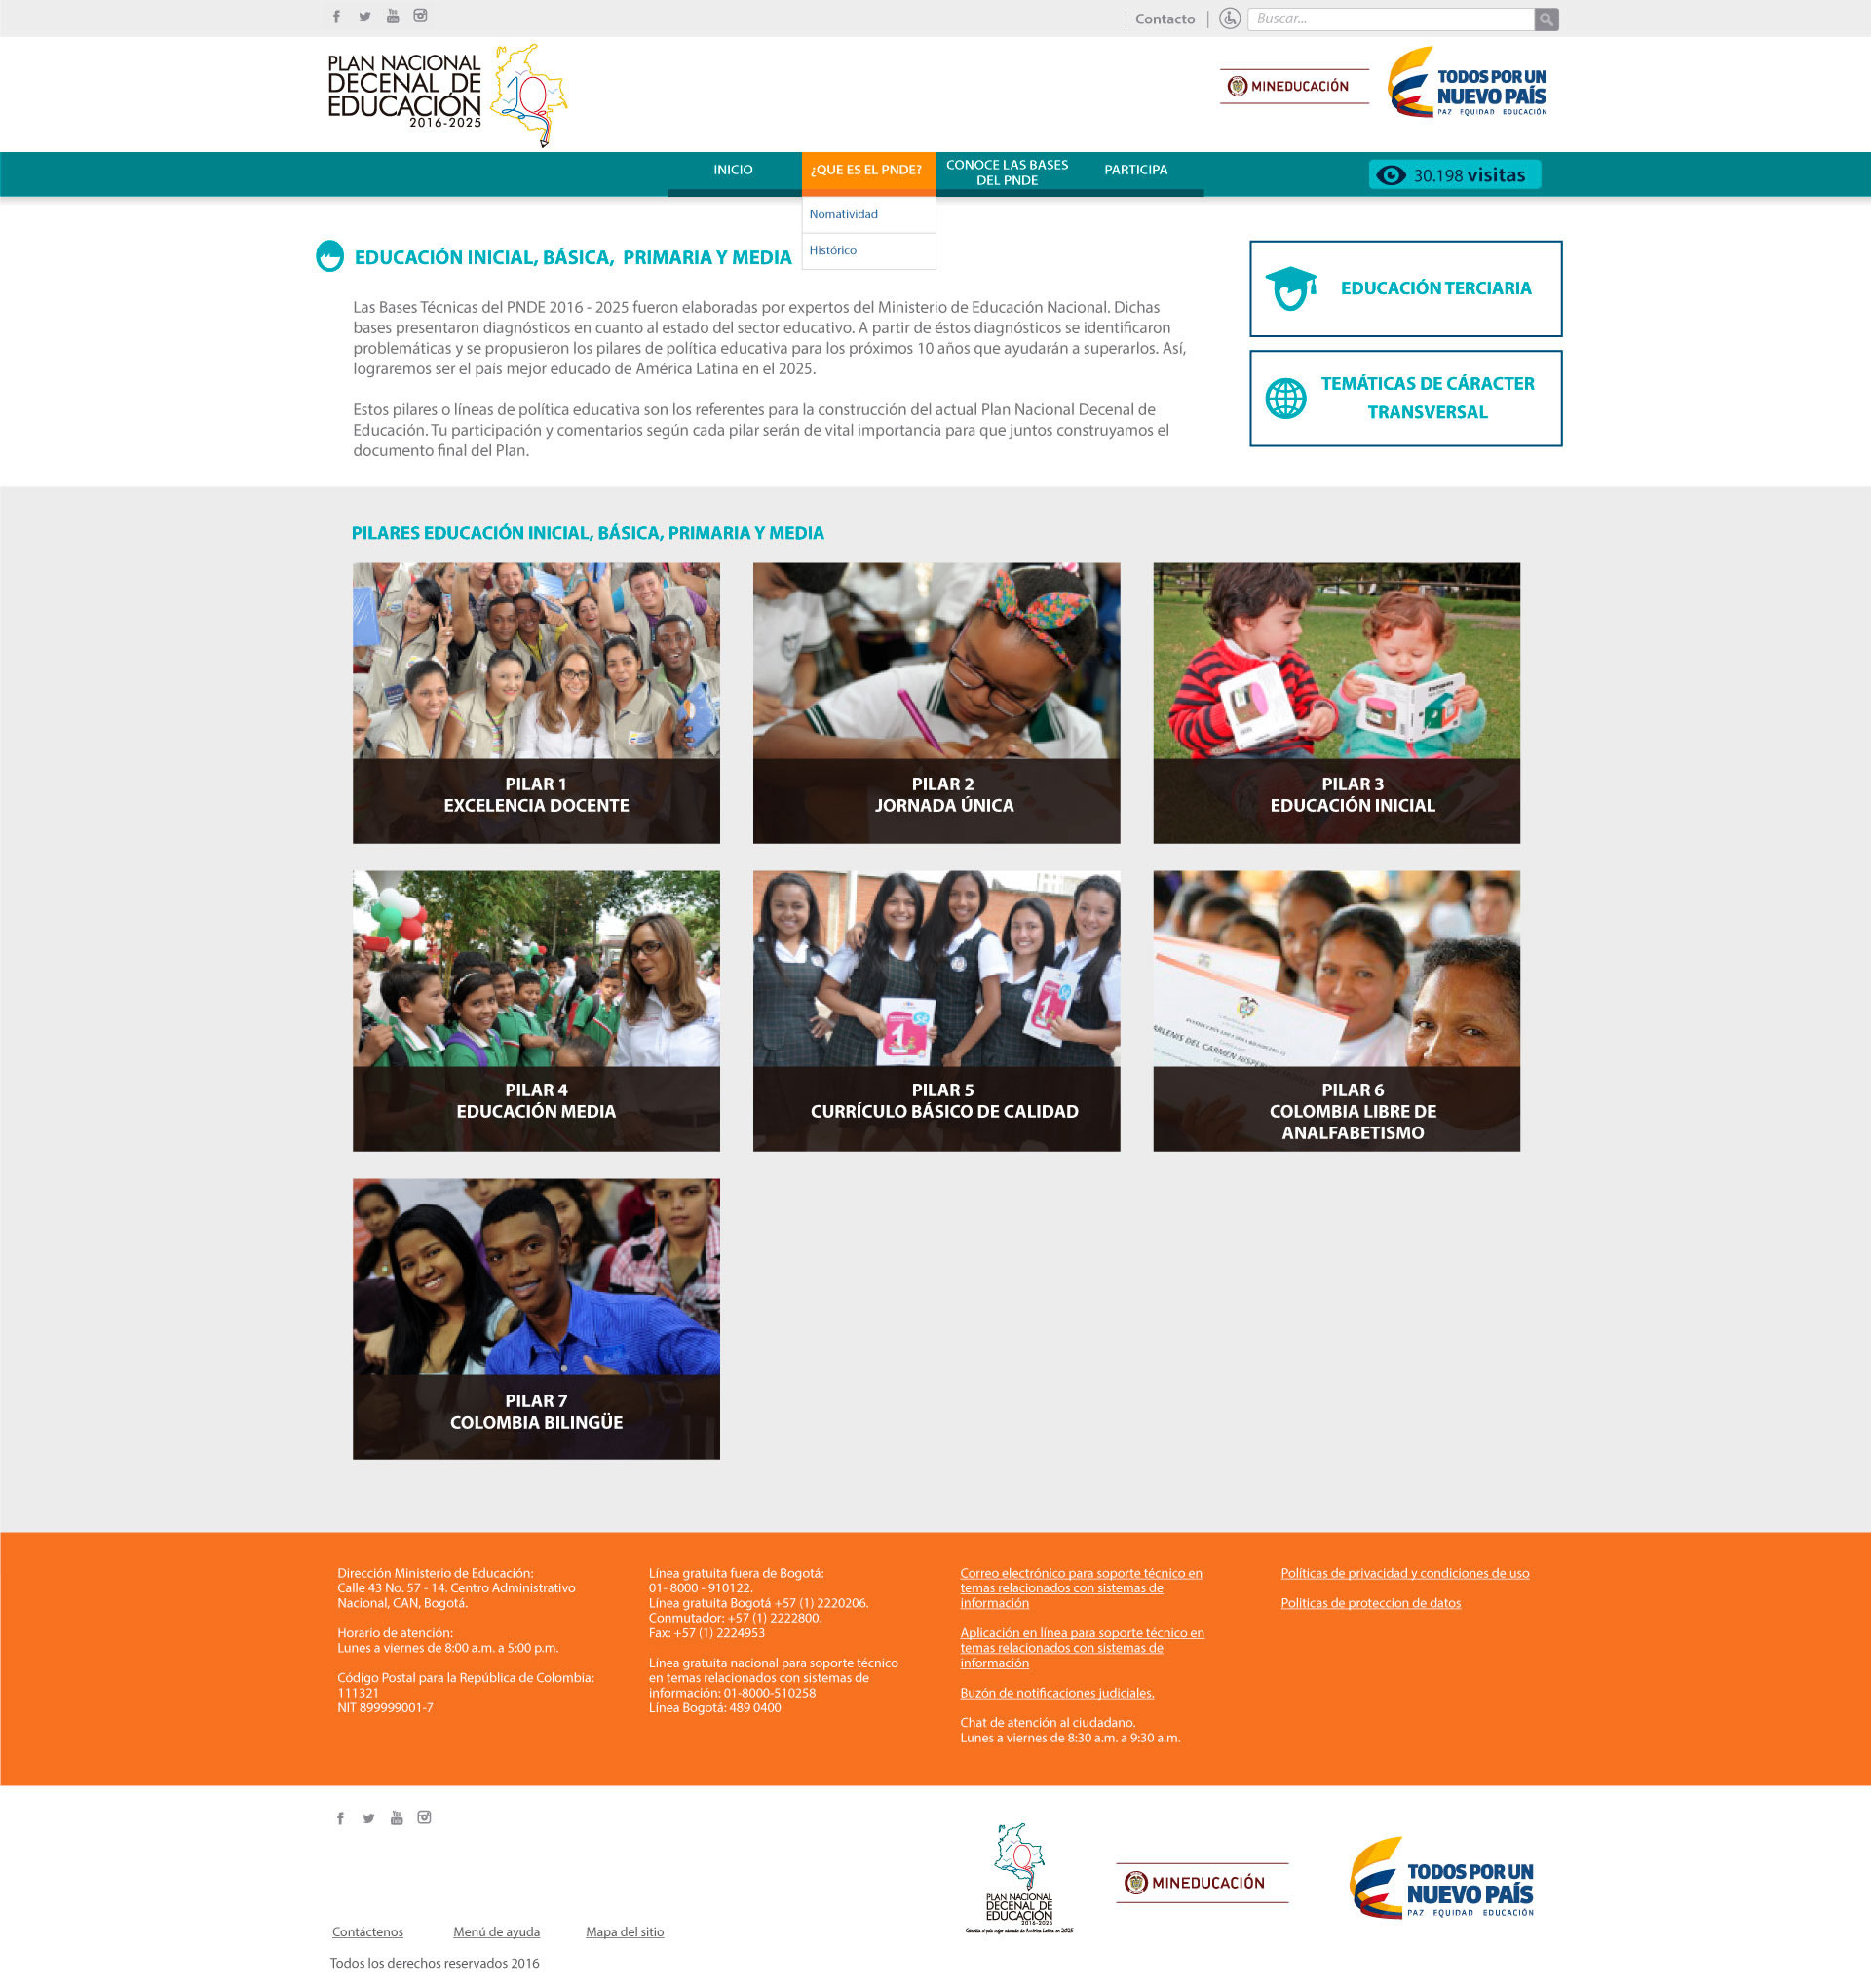 Contacto
Buscar...
PLAN NACIONAL
DECENAL DE
EDUCACIÓN
2016-2025
MINEDUCACIÓN
TODOS POR UN
NUEVO PAÍS
PAZ EQUIDAD EDUCACIÓN
INICIO
¿QUE ES EL PNDE?
CONOCE LAS BASES
DEL PNDE
PARTICIPA
30.198 visitas
Nomatividad
Histórico
EDUCACIÓN INICIAL, BÁSICA, PRIMARIA Y MEDIA
Las Bases Técnicas del PNDE 2016 - 2025 fueron elaboradas por expertos del Ministerio de Educación Nacional. Dichas
bases presentaron diagnósticos en cuanto al estado del sector educativo. A partir de éstos diagnósticos se identificaron
problemáticas y se propusieron los pilares de política educativa para los próximos 10 años que ayudarán a superarlos. Así,
lograremos ser el país mejor educado de América Latina en el 2025.
Estos pilares o líneas de política educativa son los referentes para la construcción del actual Plan Nacional Decenal de
Educación. Tu participación y comentarios según cada pilar serán de vital importancia para que juntos construyamos el
documento final del Plan.
EDUCACIÓN TERCIARIA
TEMÁTICAS DE CÁRACTER
TRANSVERSAL
PILARES EDUCACIÓN INICIAL, BÁSICA, PRIMARIA Y MEDIA
PILAR 1
EXCELENCIA DOCENTE
PILAR 2
JORNADA ÚNICA
PILAR 3
EDUCACIÓN INICIAL
PILAR 4
EDUCACIÓN MEDIA
PILAR 5
CURRÍCULO BÁSICO DE CALIDAD
DEL CARMEN
PILAR 6
COLOMBIA LIBRE DE
ANALFABETISMO
PILAR 7
COLOMBIA BILINGÜE
Dirección Ministerio de Educación:
Calle 43 No. 57 - 14. Centro Administrativo
Nacional, CAN, Bogotá.
Horario de atención:
Lunes a viernes de 8:00 a.m. a 5:00 p.m.
Código Postal para la República de Colombia:
111321
NIT 899999001-7
Línea gratuita fuera de Bogotá:
01- 8000 - 910122.
Línea gratuita Bogotá +57 (1) 2220206.
Conmutador: +57 (1) 2222800.
Fax: +57 (1) 2224953
Línea gratuita nacional para soporte técnico
en temas relacionados con sistemas de
información: 01-8000-510258
Línea Bogotá: 489 0400
Correo electrónico para soporte técnico en
temas relacionados con sistemas de
información
Aplicación en línea para soporte técnico en
temas relacionados con sistemas de
información
Buzón de notificaciones judiciales.
Chat de atención al ciudadano.
Lunes a viernes de 8:30 a.m. a 9:30 a.m.
Políticas de privacidad y condiciones de uso
Politicas de proteccion de datos
PLAN NACIONAL
DECENAL DE
EDUCACIÓN
2016-2025
Colombia el país mejor educado de América Latina en 2025
MINEDUCACIÓN
TODOS POR UN
NUEVO PAÍS
PAZ EQUIDAD EDUCACIÓN
Contáctenos
Menú de ayuda
Mapa del sitio
Todos los derechos reservados 2016